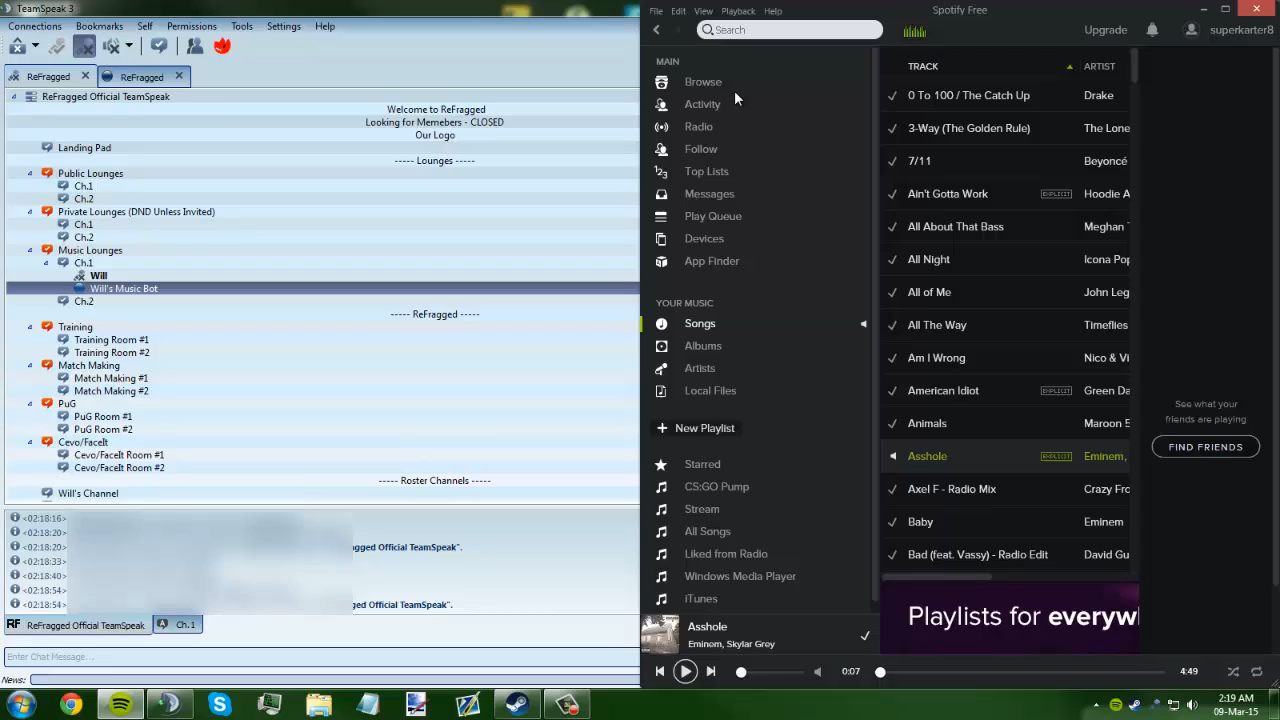 TeamSpeak 3
Connections Bookmarks Self Permissions Tools Settings Help
ReFragged
ReFragged
ReFragged Official TeamSpeak
Welcome to ReFragged
Looking for Memebers - CLOSED
Our Logo
Landing Pad
----- Lounges -----
Public Lounges
Ch.1
Ch.2
Private Lounges (DND Unless Invited)
Ch.1
Ch.2
Music Lounges
Ch.1
Will
Will's Music Bot
Ch.2
----- ReFragged -----
Training
Training Room #1
Training Room #2
Match Making
Match Making #1
Match Making #2
PuG
PuG Room #1
PuG Room #2
Cevo/FaceIt
Cevo/FaceIt Room #1
Cevo/FaceIt Room #2
----- Roster Channels -----
Will's Channel
<02:18:16>
<02:18:20>
<02:18:20> agged Official TeamSpeak".
<02:18:33>
<02:18:40>
<02:18:54>
<02:18:54> ged Official TeamSpeak".
RF ReFragged Official TeamSpeak
Ch. 1
Enter Chat Message...
News:
File Edit View Playback Help
Spotify Free
Search
Upgrade
superkarter8
MAIN
Browse
Activity
Radio
Follow
Top Lists
Messages
Play Queue
Devices
App Finder
YOUR MUSIC
Songs
Albums
Artists
Local Files
New Playlist
Starred
CS:GO Pump
Stream
All Songs
Liked from Radio
Windows Media Player
iTunes
TRACK ARTIST
0 To 100 / The Catch Up Drake
3-Way (The Golden Rule) The Lone
7/11 Beyoncé
Ain't Gotta Work EXPLICIT Hoodie A
All About That Bass Meghan T
All Night Icona Pop
All of Me John Leg
All The Way Timeflies
Am I Wrong Nico & Vi
American Idiot EXPLICIT Green Da
Animals Maroon 5
Asshole EXPLICIT Eminem,
Axel F - Radio Mix Crazy Fro
Baby Eminem
Bad (feat. Vassy) - Radio Edit David Gu
See what your
friends are playing
FIND FRIENDS
Playlists for everywh
Asshole
Eminem, Skylar Grey
0:07
4:49
2:19 AM
09-Mar-15